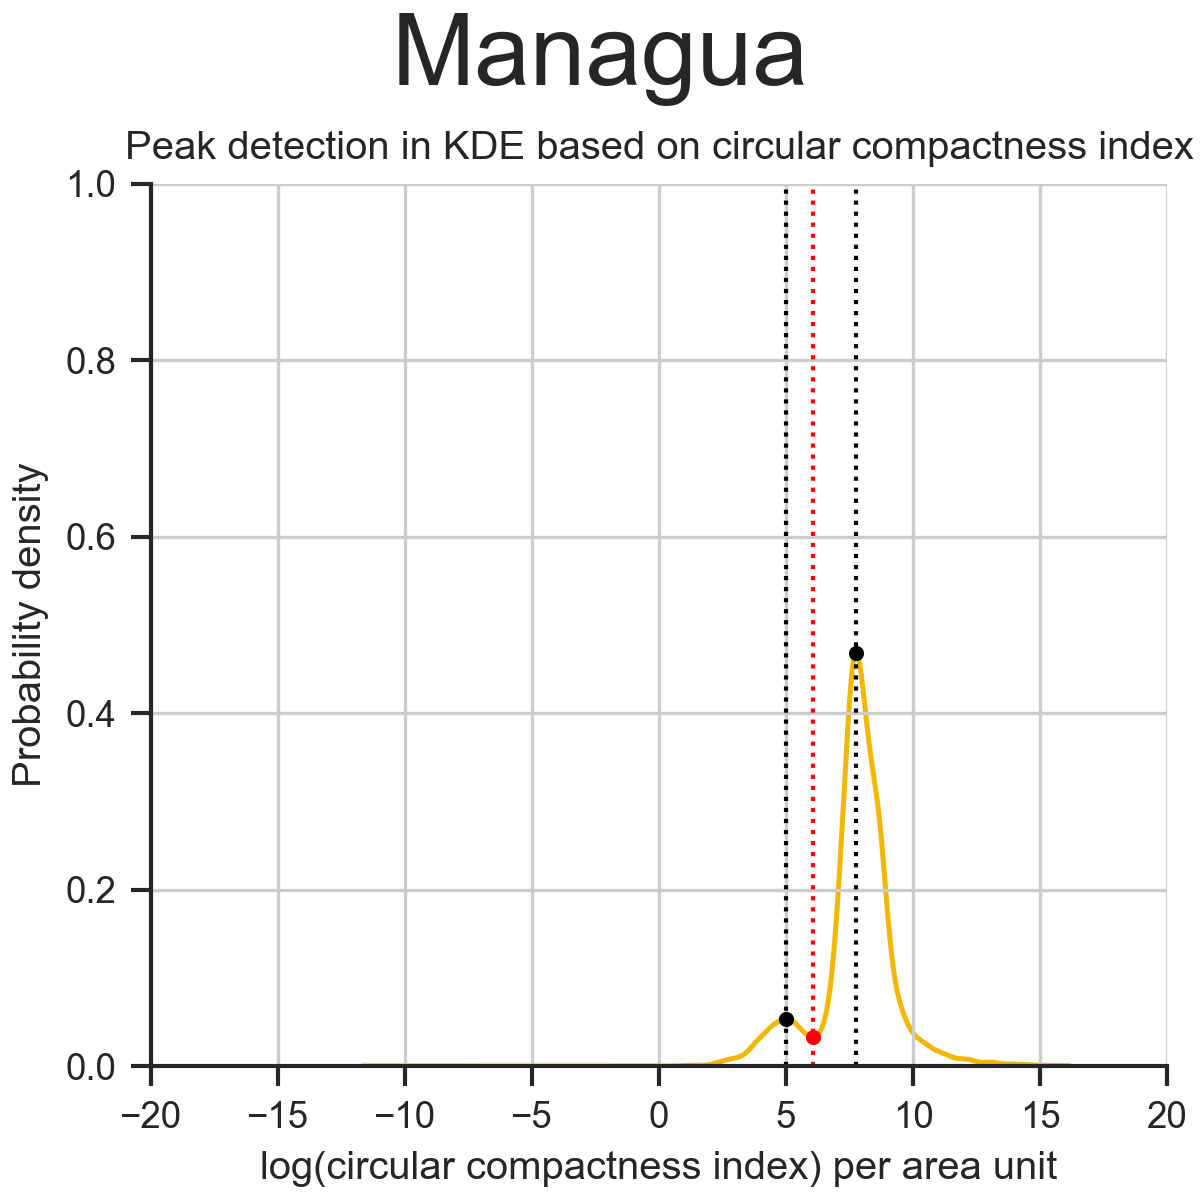 Managua
Peak detection in KDE based on circular compactness index
1.0
0.8
0.6
0.4
0.2
0.0
Probability density
−20 −15 −10 −5 0 5 10 15 20
log(circular compactness index) per area unit